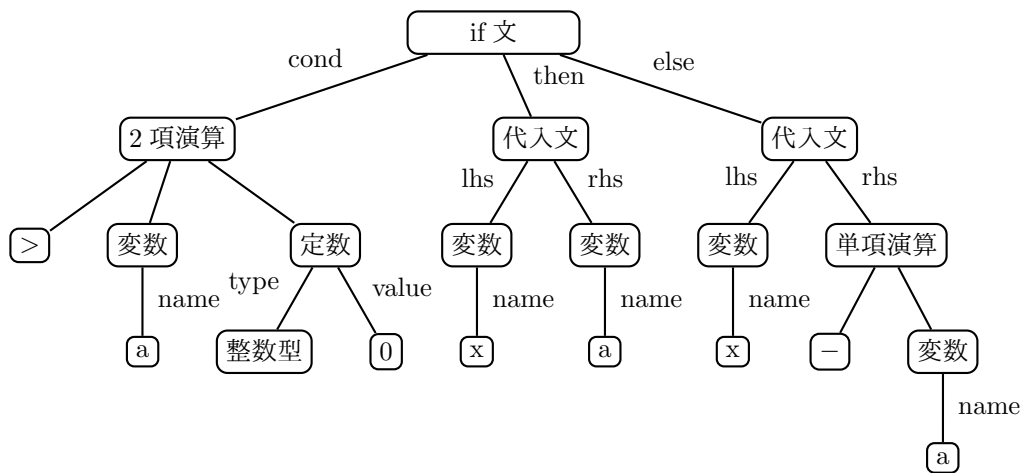 if 文
cond
then
else
2 項演算
代入文
代入文
lhs
rhs
lhs
rhs
>
変数
定数
変数
変数
変数
単項演算
name
type
value
name
name
name
a
整数型
0
x
a
x
−
変数
name
a